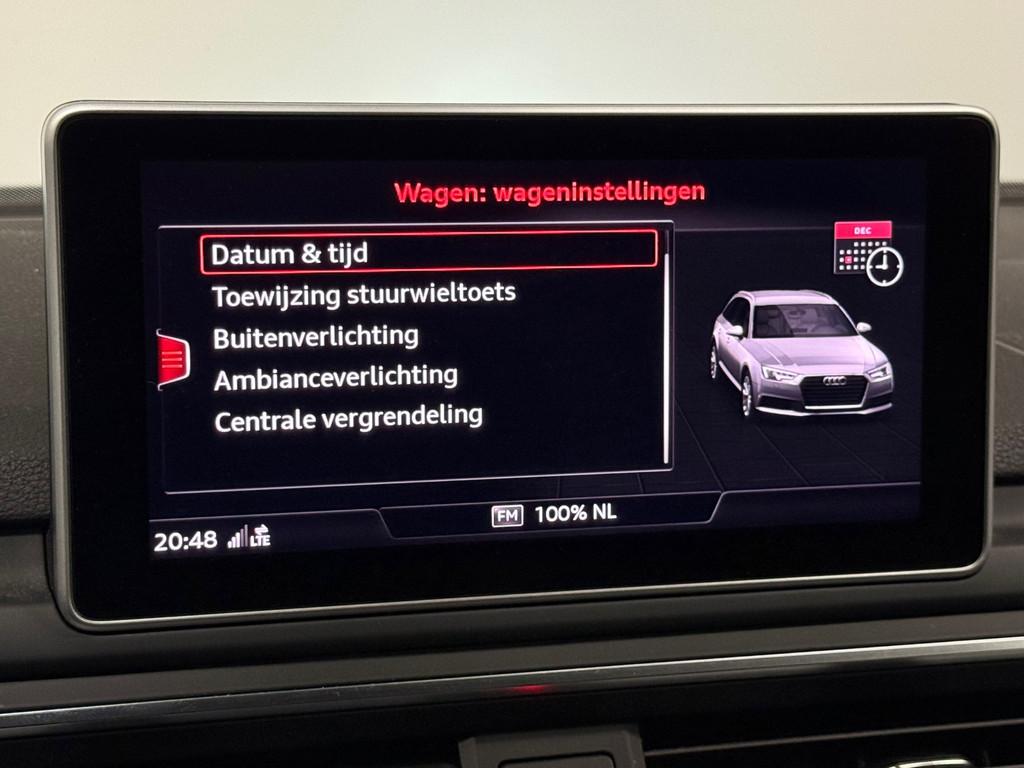 Wagen: wageninstellingen
DEC
Datum & tijd
Toewijzing stuurwieltoets
Buitenverlichting
Ambianceverlichting
Centrale vergrendeling
FM 100% NL
20:48 LTE